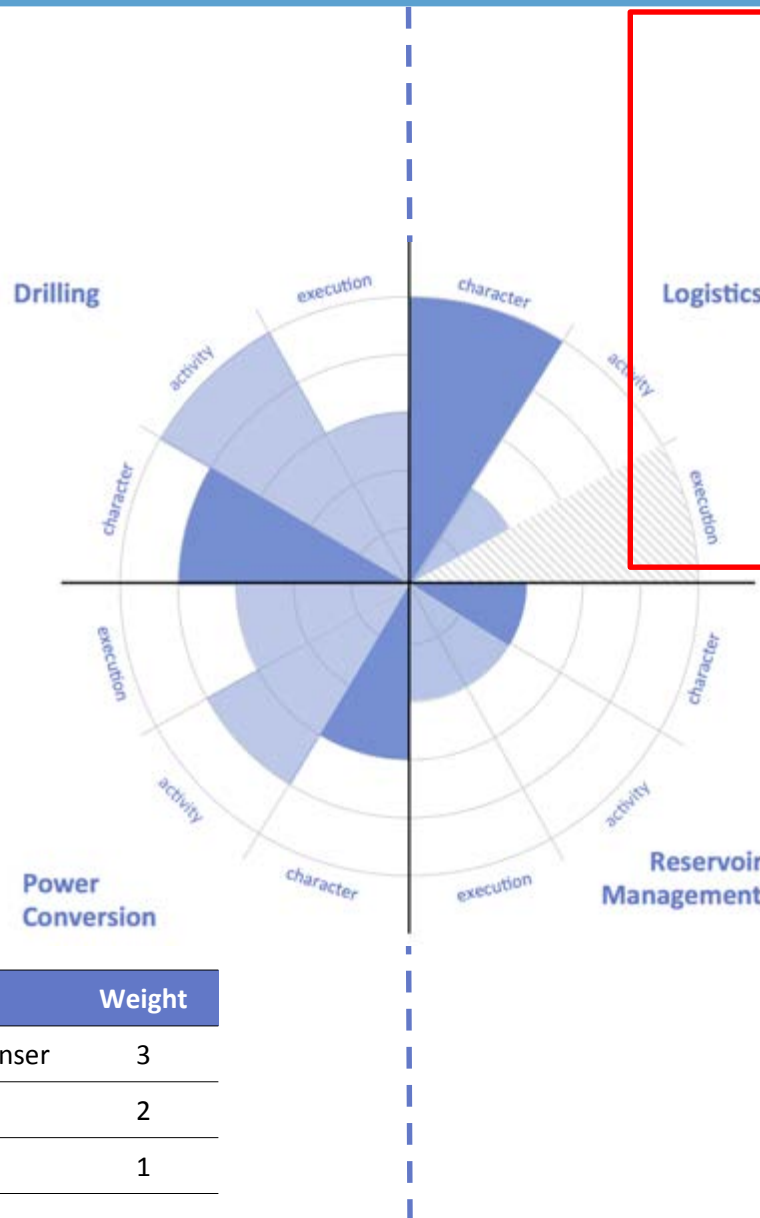 Drilling
execution
character
Logistics
activity
activity
character
execution
execution
character
activity
activity
Power
Conversion
character
execution
Reservoir
Management
Weight
nser 3
2
1